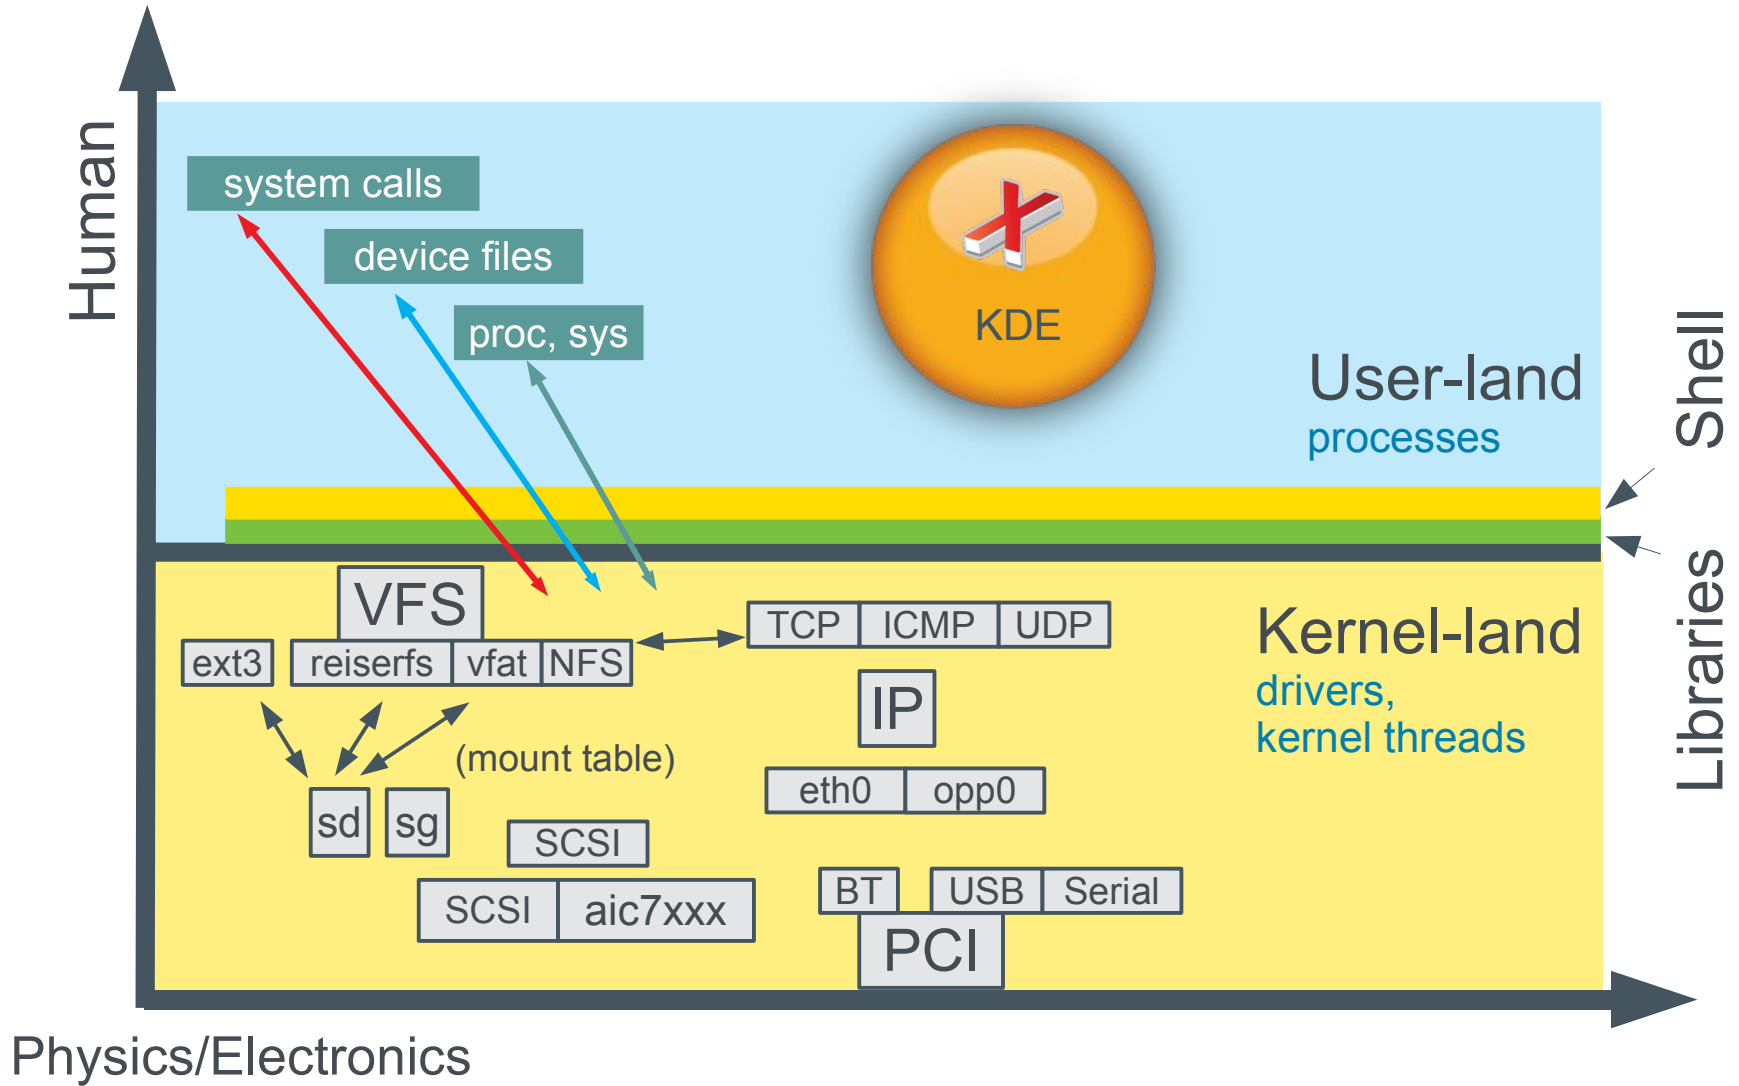 Human
system calls
device files
proc, sys
KDE
User-land
processes
Shell
Libraries
VFS
ext3
reiserfs
vfat
NFS
TCP
ICMP
UDP
Kernel-land
drivers,
kernel threads
IP
(mount table)
eth0
opp0
sd
sg
SCSI
SCSI
aic7xxx
BT
USB
Serial
PCI
Physics/Electronics